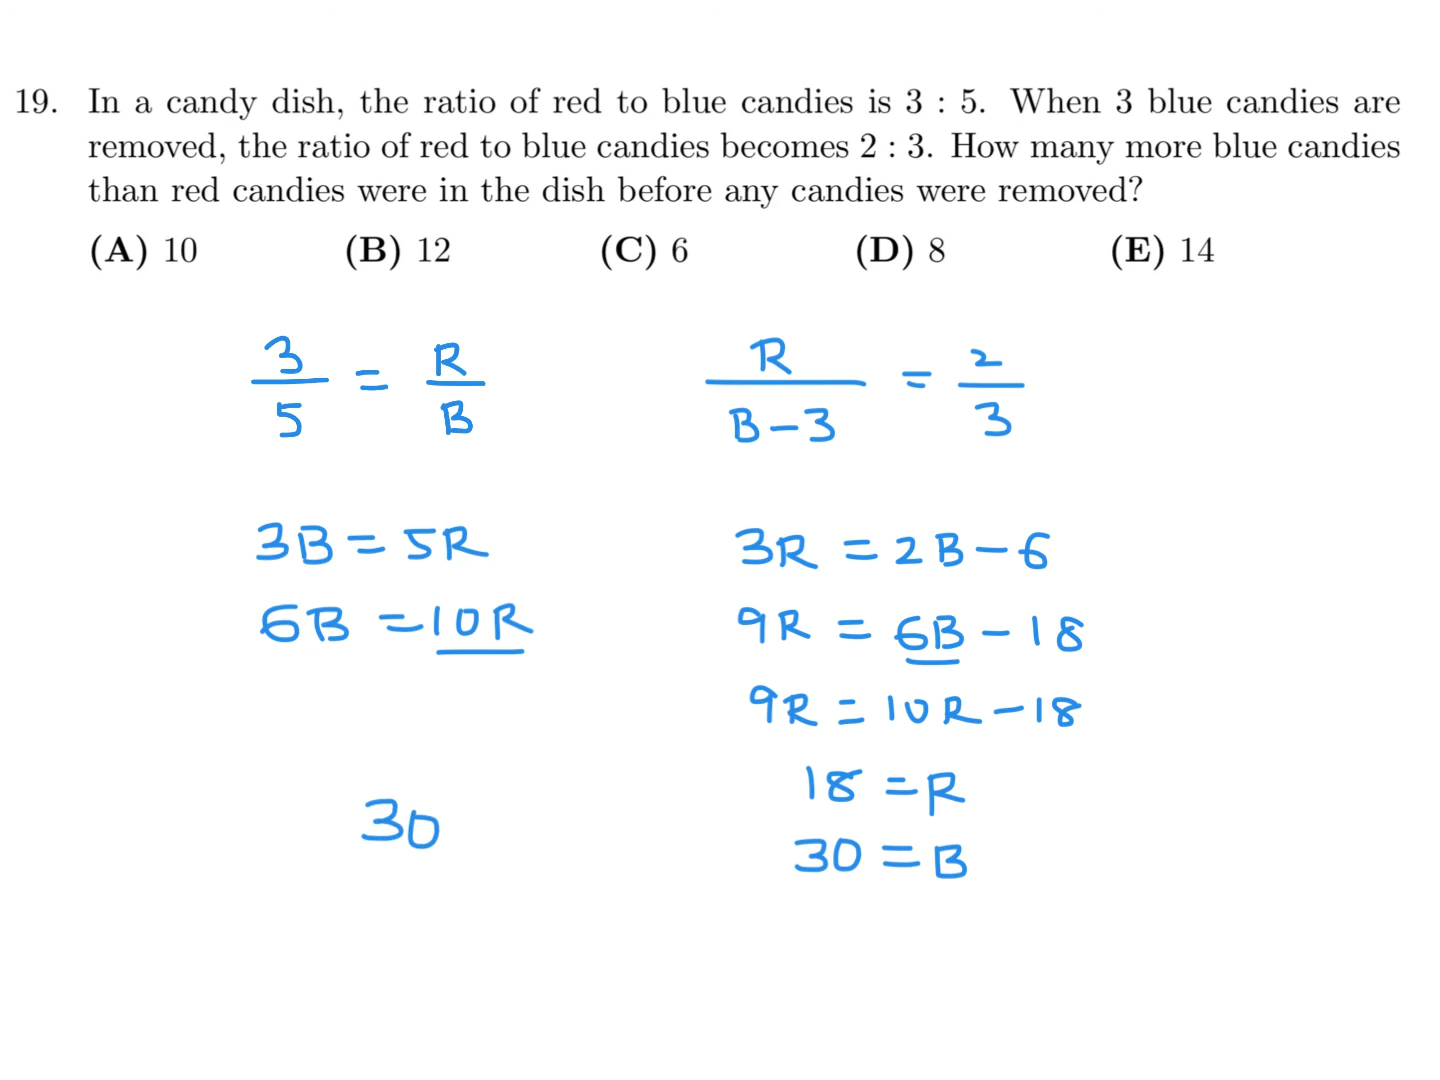 19. In a candy dish, the ratio of red to blue candies is 3 : 5. When 3 blue candies are
removed, the ratio of red to blue candies becomes 2 : 3. How many more blue candies
than red candies were in the dish before any candies were removed?
(A) 10 (B) 12 (C) 6 (D) 8 (E) 14
3/5 = R/B
R/(B-3) = 2/3
3B = 5R
6B = 10R
30
3R = 2B - 6
9R = 6B - 18
9R = 10R - 18
18 = R
30 = B